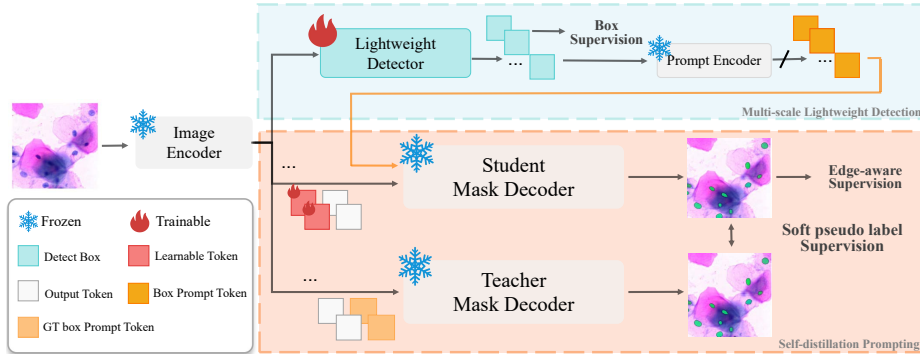 Lightweight
Detector
...
Box
Supervision
Prompt Encoder
...
Multi-scale Lightweight Detection
Image
Encoder
...
Student
Mask Decoder
Edge-aware
Supervision
Soft pseudo label
Supervision
...
Teacher
Mask Decoder
Self-distillation Prompting
Frozen
Trainable
Detect Box
Learnable Token
Output Token
Box Prompt Token
GT box Prompt Token